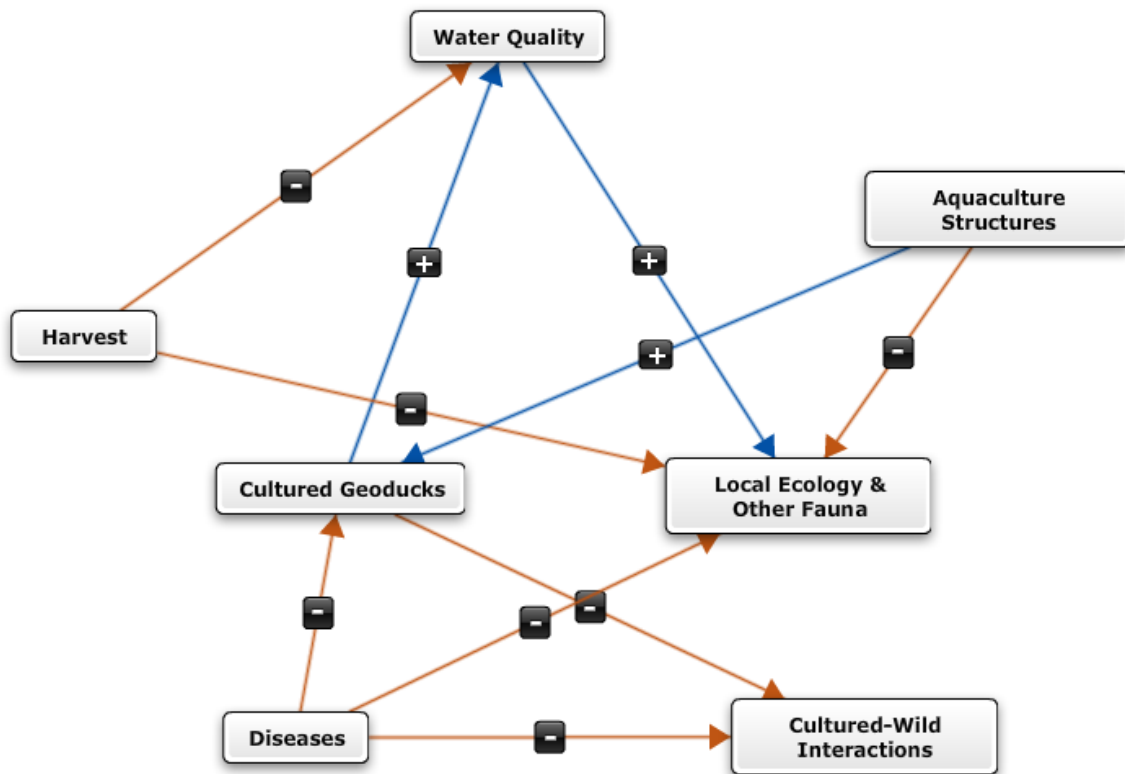 Water Quality
-
Aquaculture
Structures
+
+
Harvest
+
-
-
Cultured Geoducks
Local Ecology &
Other Fauna
-
-
-
Diseases
-
Cultured-Wild
Interactions